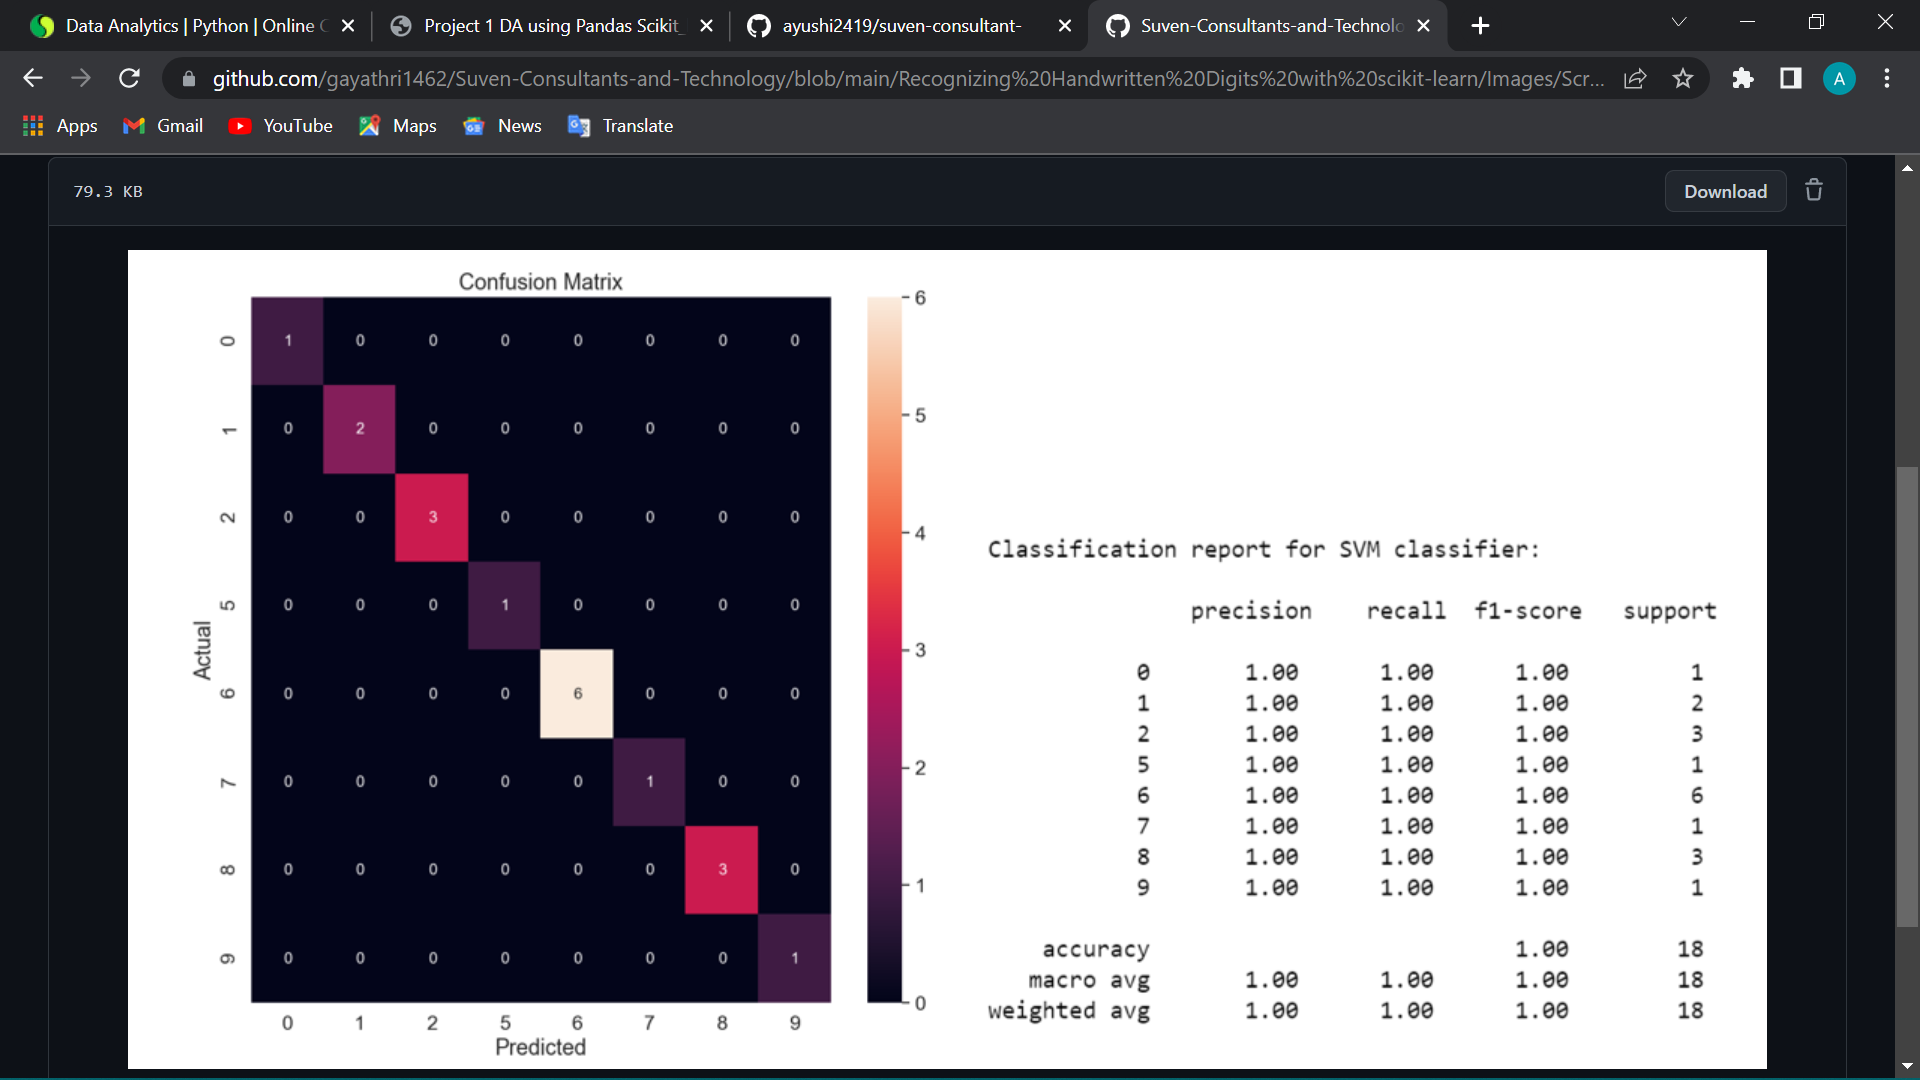 Data Analytics | Python | Online C
Project 1 DA using Pandas Scikit_
ayushi2419/suven-consultant-
Suven-Consultants-and-Technolo
github.com/gayathri1462/Suven-Consultants-and-Technology/blob/main/Recognizing%20Handwritten%20Digits%20with%20scikit-learn/Images/Scr...
A
Apps Gmail YouTube Maps News Translate
79.3 KB
Download
Confusion Matrix
0 1 0 0 0 0 0 0 0
1 0 2 0 0 0 0 0 0
2 0 0 3 0 0 0 0 0
5 0 0 0 1 0 0 0 0
6 0 0 0 0 6 0 0 0
7 0 0 0 0 0 1 0 0
8 0 0 0 0 0 0 3 0
9 0 0 0 0 0 0 0 1
0 1 2 5 6 7 8 9
Actual
Predicted
6
5
4
3
2
1
0
Classification report for SVM classifier:
precision recall f1-score support
0 1.00 1.00 1.00 1
1 1.00 1.00 1.00 2
2 1.00 1.00 1.00 3
5 1.00 1.00 1.00 1
6 1.00 1.00 1.00 6
7 1.00 1.00 1.00 1
8 1.00 1.00 1.00 3
9 1.00 1.00 1.00 1
accuracy 1.00 18
macro avg 1.00 1.00 1.00 18
weighted avg 1.00 1.00 1.00 18